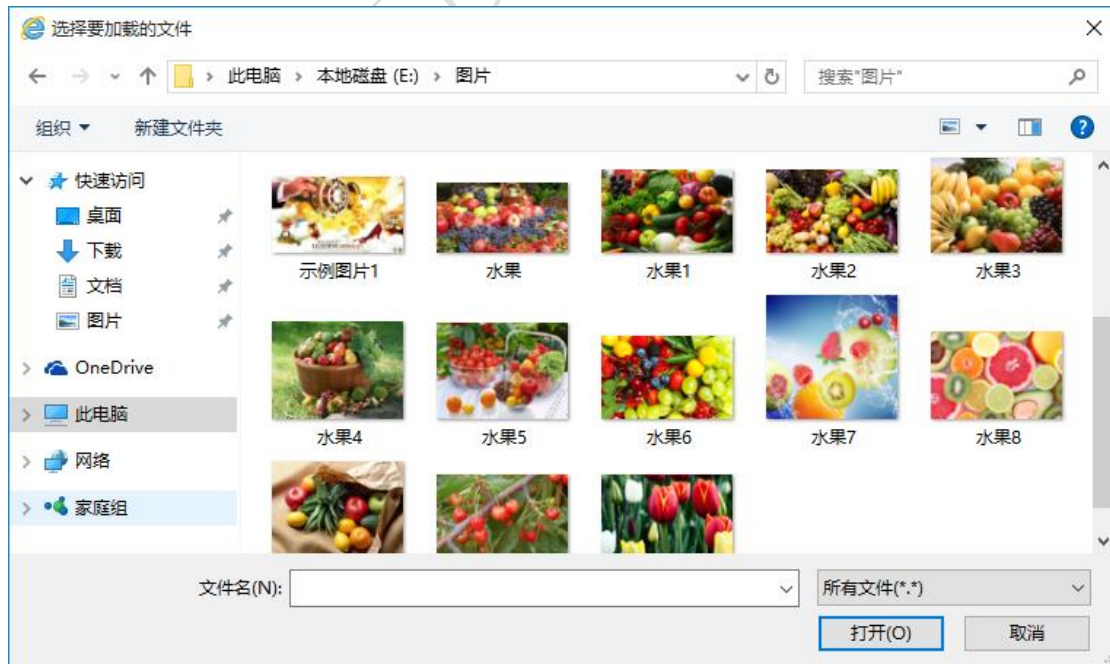 选择要加载的文件
此电脑 › 本地磁盘 (E:) › 图片
搜索"图片"
组织 新建文件夹
快速访问
桌面
下载
文档
图片
OneDrive
此电脑
网络
家庭组
示例图片1 水果 水果1 水果2 水果3
水果4 水果5 水果6 水果7 水果8
文件名(N): 所有文件(*.*)
打开(O) 取消